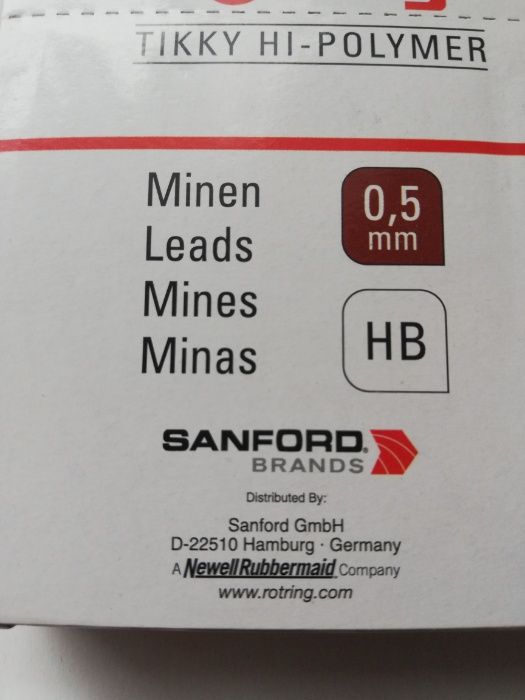 TIKKY HI-POLYMER
Minen
Leads
Mines
Minas
0,5
mm
HB
SANFORD®
BRANDS
Distributed By:
Sanford GmbH
D-22510 Hamburg · Germany
A NewellRubbermaid Company
www.rotring.com